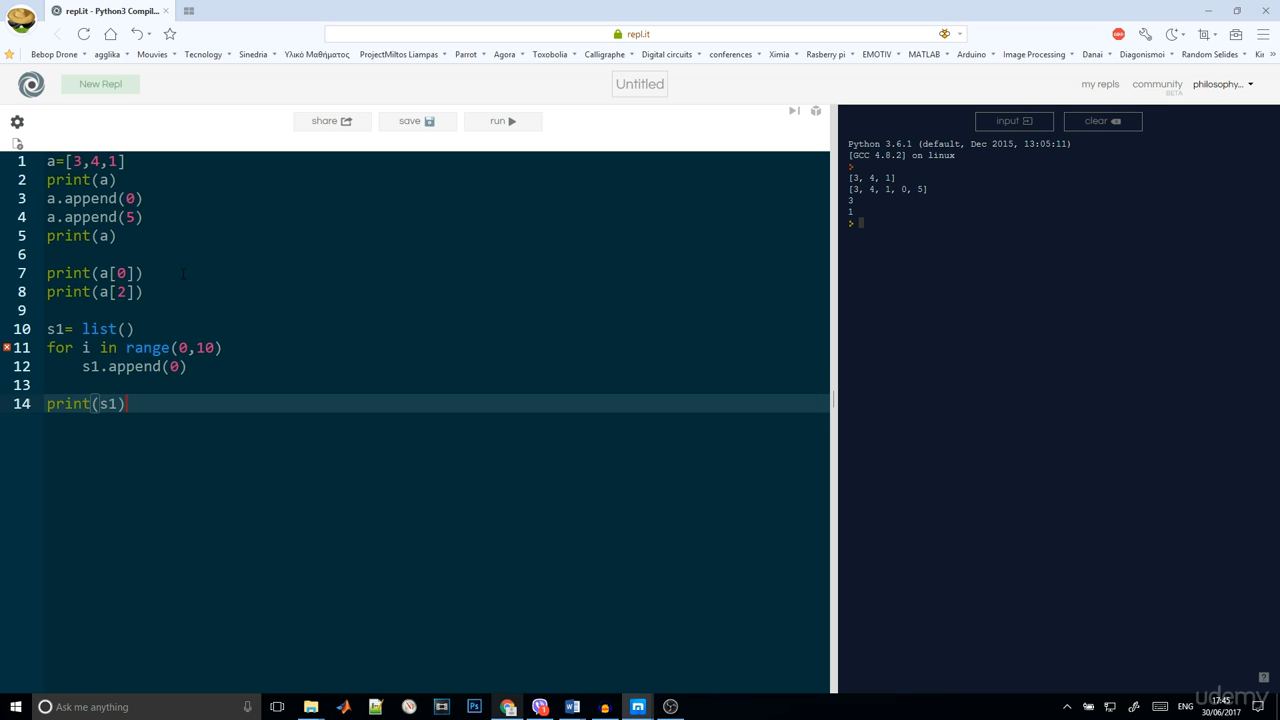 repl.it - Python3 Compil...
repl.it
Bebop Drone agglika Mouvies Tecnology Sinedria Υλικό Μαθήματος ProjectMiltos Liampas Parrot Agora Toxobolia Calligraphe Digital circuits conferences Ximia Rasberry pi EMOTIV MATLAB Arduino Image Processing Danai Diagonismoi Random Selides
New Repl
Untitled
my repls community BETA philosophy...
share save run
input clear
1 a=[3,4,1]
2 print(a)
3 a.append(0)
4 a.append(5)
5 print(a)
6
7 print(a[0])
8 print(a[2])
9
10 s1= list()
11 for i in range(0,10)
12 s1.append(0)
13
14 print(s1)
Python 3.6.1 (default, Dec 2015, 13:05:11)
[GCC 4.8.2] on linux
[3, 4, 1]
[3, 4, 1, 0, 5]
3
1
Ask me anything
ENG
17:45
30/06/2017
udemy